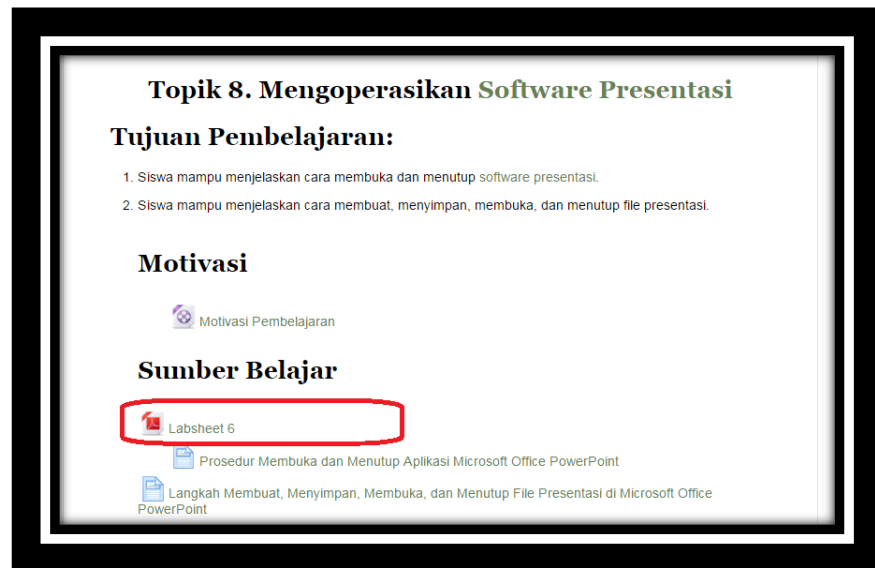 Topik 8. Mengoperasikan Software Presentasi
Tujuan Pembelajaran:
1. Siswa mampu menjelaskan cara membuka dan menutup software presentasi.
2. Siswa mampu menjelaskan cara membuat, menyimpan, membuka, dan menutup file presentasi.
Motivasi
Motivasi Pembelajaran
Sumber Belajar
Labsheet 6
Prosedur Membuka dan Menutup Aplikasi Microsoft Office PowerPoint
Langkah Membuat, Menyimpan, Membuka, dan Menutup File Presentasi di Microsoft Office
PowerPoint